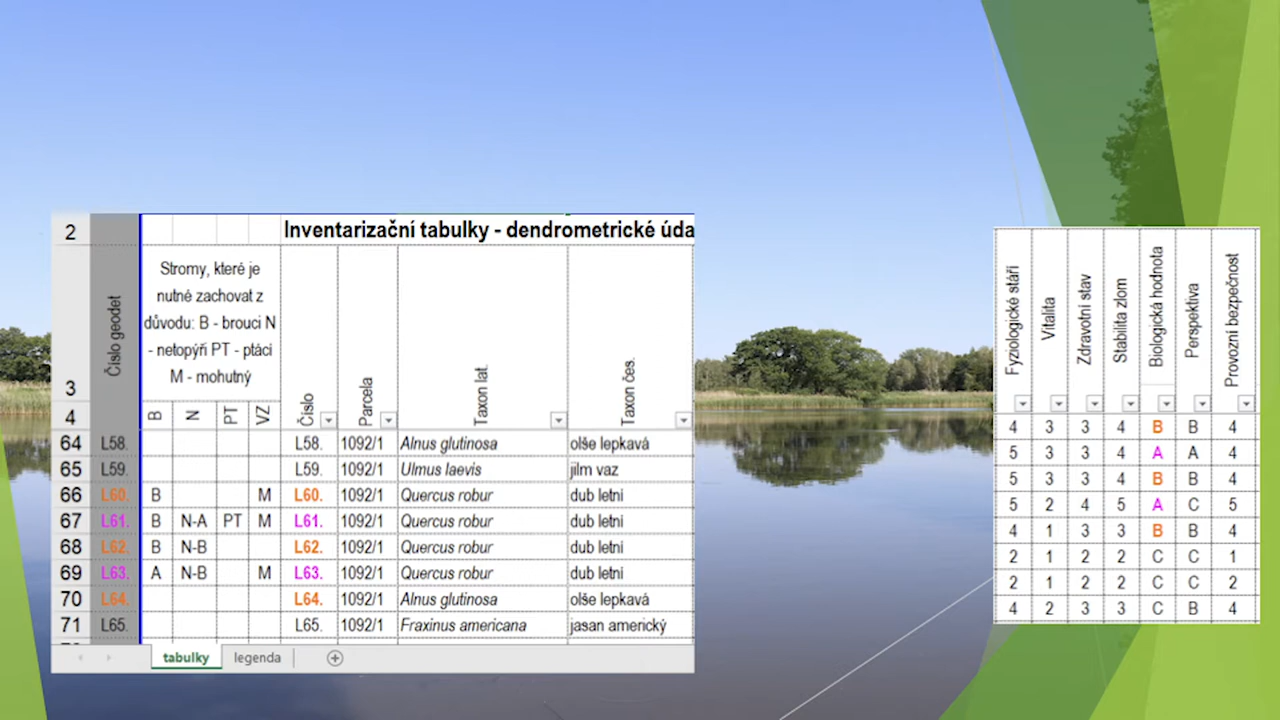 2 Inventarizační tabulky - dendrometrické úda
3 Číslo geodet
Stromy, které je
nutné zachovat z
důvodu: B - brouci N
- netopýři PT - ptáci
M - mohutný
4 B N PT VZ Číslo Parcela Taxon lat. Taxon čes.
64 L58. L58. 1092/1 Alnus glutinosa olše lepkavá
65 L59. L59. 1092/1 Ulmus laevis jilm vaz
66 L60. B M L60. 1092/1 Quercus robur dub letni
67 L61. B N-A PT M L61. 1092/1 Quercus robur dub letni
68 L62. B N-B L62. 1092/1 Quercus robur dub letni
69 L63. A N-B M L63. 1092/1 Quercus robur dub letni
70 L64. L64. 1092/1 Alnus glutinosa olše lepkavá
71 L65. L65. 1092/1 Fraxinus americana jasan americký
tabulky legenda
Fyziologické stáří Vitalita Zdravotní stav Stabilita zlom Biologická hodnota Perspektiva Provozní bezpečnost
4 3 3 4 B B 4
5 3 3 4 A A 4
5 3 3 4 B B 4
5 2 4 5 A C 5
4 1 3 3 B B 4
2 1 2 2 C C 1
2 1 2 2 C C 2
4 2 3 3 C B 4